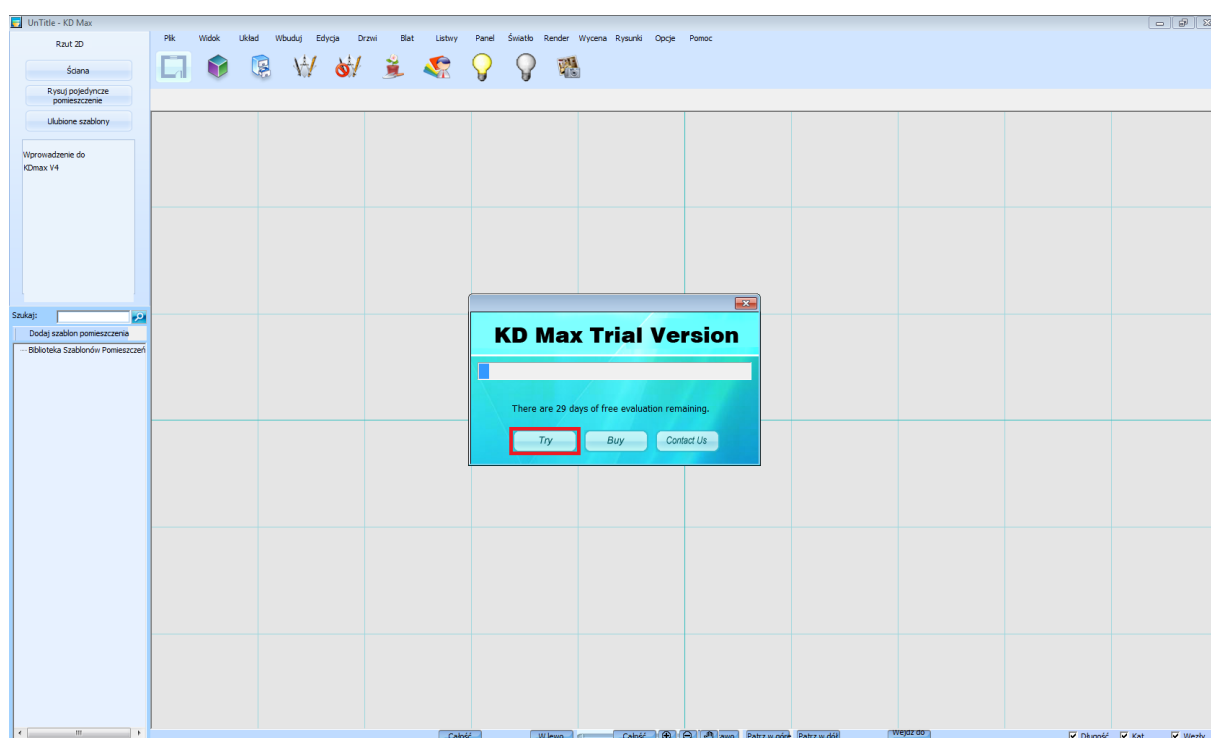 UnTitle - KD Max
Rzut 2D
Plik Widok Układ Wbuduj Edycja Drzwi Blat Listwy Panel Światło Render Wycena Rysunki Opcje Pomoc
Ściana
Rysuj pojedyncze
pomieszczenie
Ulubione szablony
Wprowadzenie do
KDmax V4
Szukaj:
Dodaj szablon pomieszczenia
Biblioteka Szablonów Pomieszczeń
KD Max Trial Version
There are 29 days of free evaluation remaining.
Try Buy Contact Us
Całość W lewo Całość awo Patrz w górę Patrz w dół Wejdź do Długość Kąt Węzły